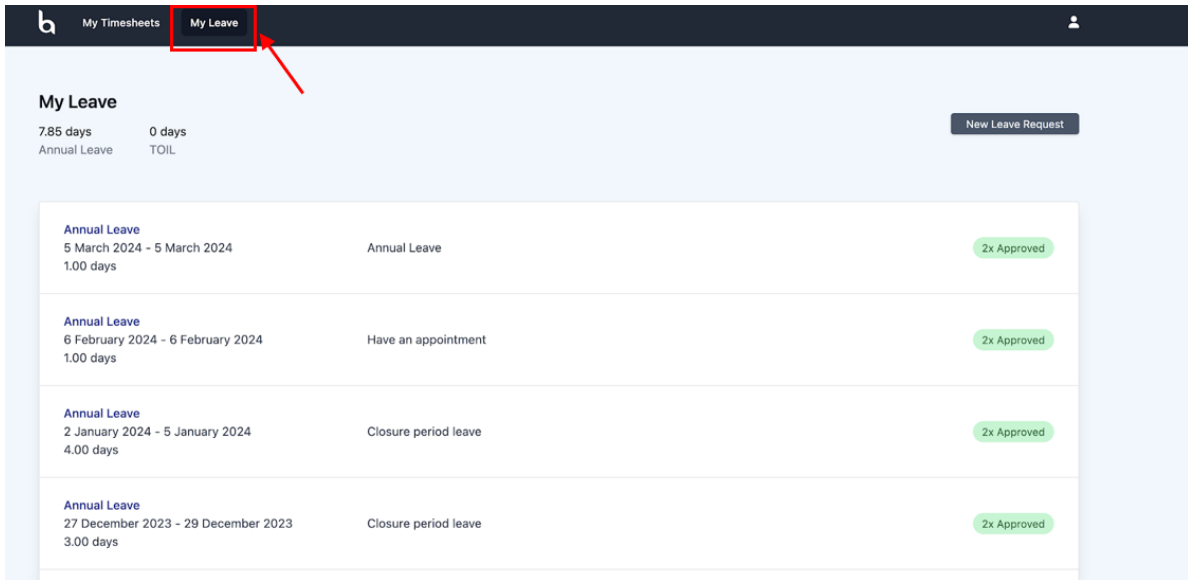 b My Timesheets My Leave
My Leave
7.85 days 0 days
Annual Leave TOIL
New Leave Request
Annual Leave
5 March 2024 - 5 March 2024 Annual Leave 2x Approved
1.00 days
Annual Leave
6 February 2024 - 6 February 2024 Have an appointment 2x Approved
1.00 days
Annual Leave
2 January 2024 - 5 January 2024 Closure period leave 2x Approved
4.00 days
Annual Leave
27 December 2023 - 29 December 2023 Closure period leave 2x Approved
3.00 days